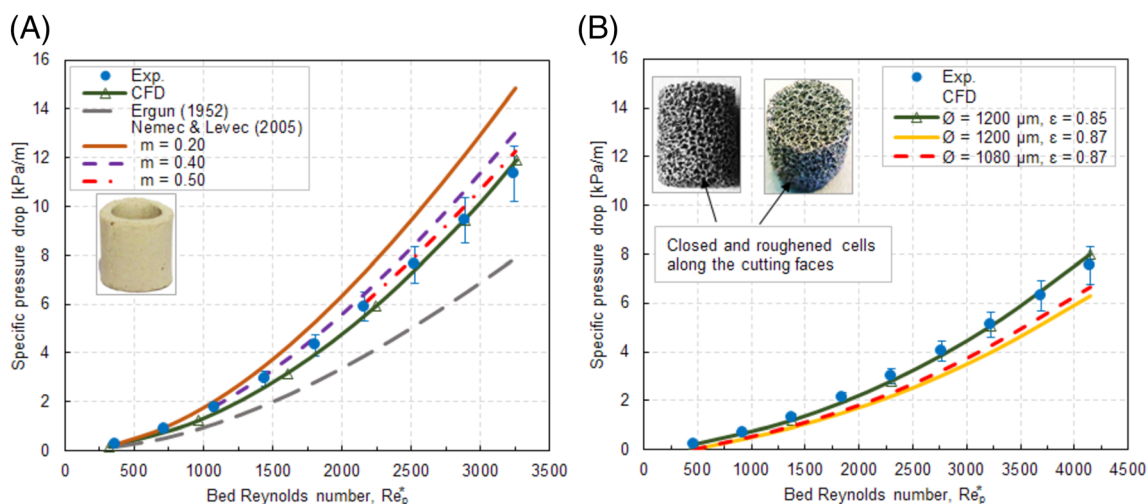 (A)
Specific pressure drop [kPa/m]
16
14
12
10
8
6
4
2
0
Exp.
CFD
Ergun (1952)
Nemec & Levec (2005)
m = 0.20
m = 0.40
m = 0.50
0 500 1000 1500 2000 2500 3000 3500
Bed Reynolds number, Re*p
(B)
Specific pressure drop [kPa/m]
16
14
12
10
8
6
4
2
0
Exp.
CFD
Ø = 1200 µm, ε = 0.85
Ø = 1200 µm, ε = 0.87
Ø = 1080 µm, ε = 0.87
Closed and roughened cells
along the cutting faces
0 500 1000 1500 2000 2500 3000 3500 4000 4500
Bed Reynolds number, Re*p